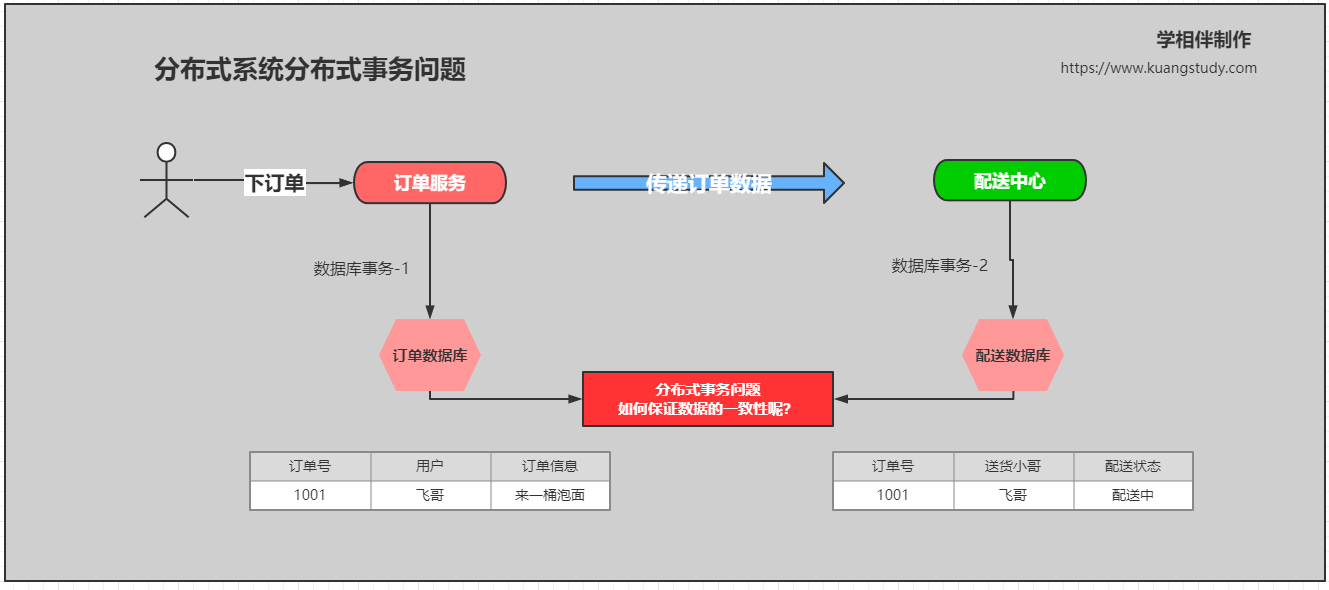 学相伴制作
分布式系统分布式事务问题
https://www.kuangstudy.com
下订单
订单服务
传递订单数据
配送中心
数据库事务-1
数据库事务-2
订单数据库
配送数据库
分布式事务问题
如何保证数据的一致性呢?
订单号 用户 订单信息
1001 飞哥 来一桶泡面
订单号 送货小哥 配送状态
1001 飞哥 配送中